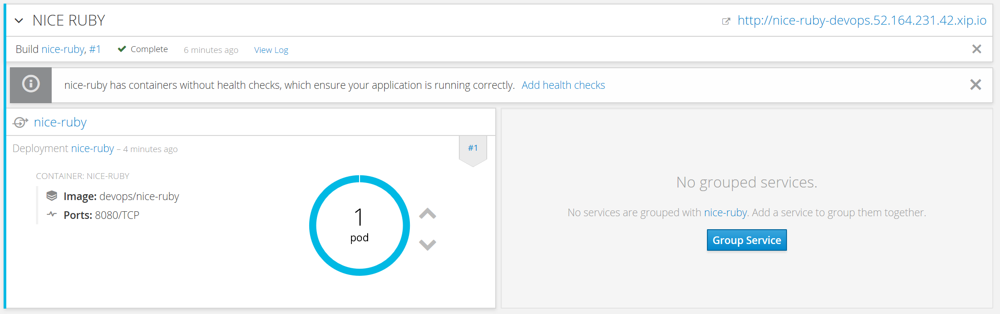 NICE RUBY
http://nice-ruby-devops.52.164.231.42.xip.io
Build nice-ruby, #1 Complete 6 minutes ago View Log
nice-ruby has containers without health checks, which ensure your application is running correctly. Add health checks
nice-ruby
Deployment nice-ruby – 4 minutes ago
#1
CONTAINER: NICE-RUBY
Image: devops/nice-ruby
Ports: 8080/TCP
1
pod
No grouped services.
No services are grouped with nice-ruby. Add a service to group them together.
Group Service